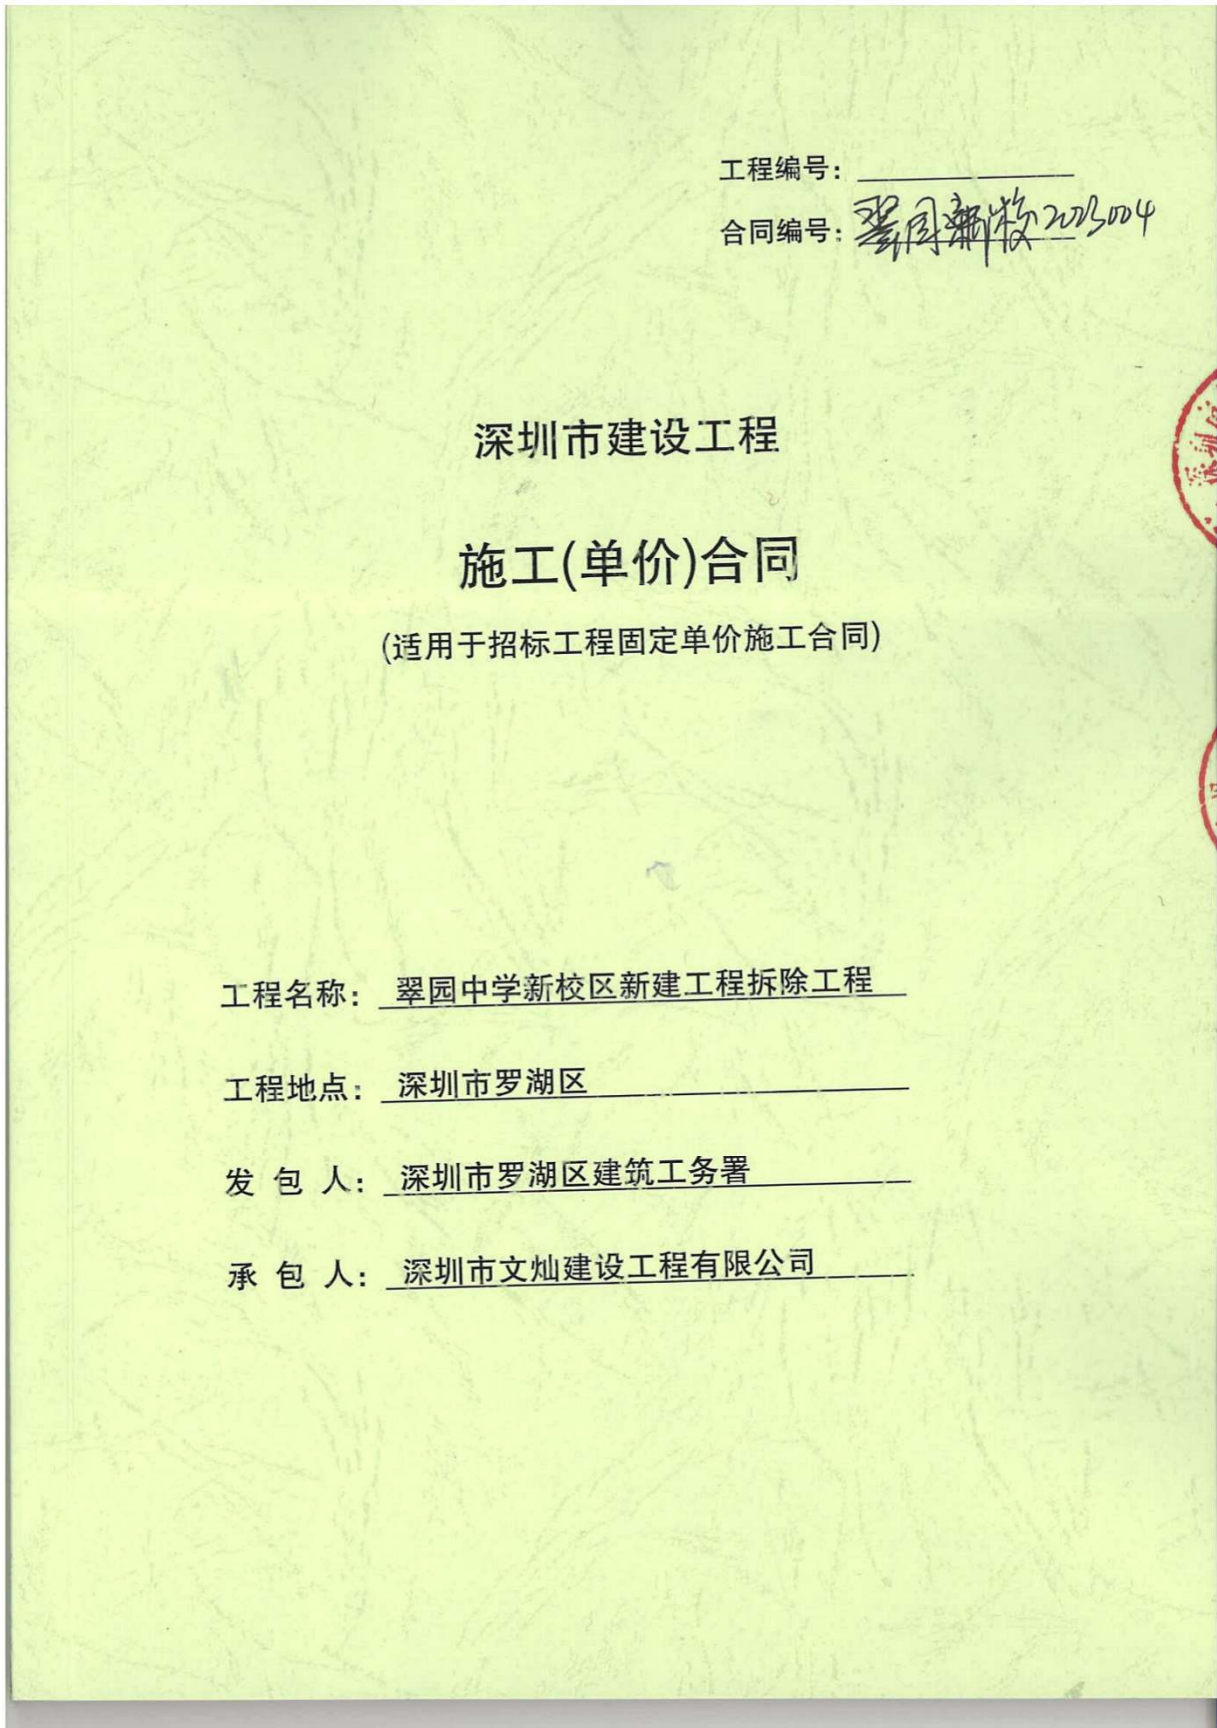 工程编号：
合同编号：翠园新校2023004
深圳市建设工程
施工(单价)合同
(适用于招标工程固定单价施工合同)
工程名称：翠园中学新校区新建工程拆除工程
工程地点：深圳市罗湖区
发 包 人：深圳市罗湖区建筑工务署
承 包 人：深圳市文灿建设工程有限公司